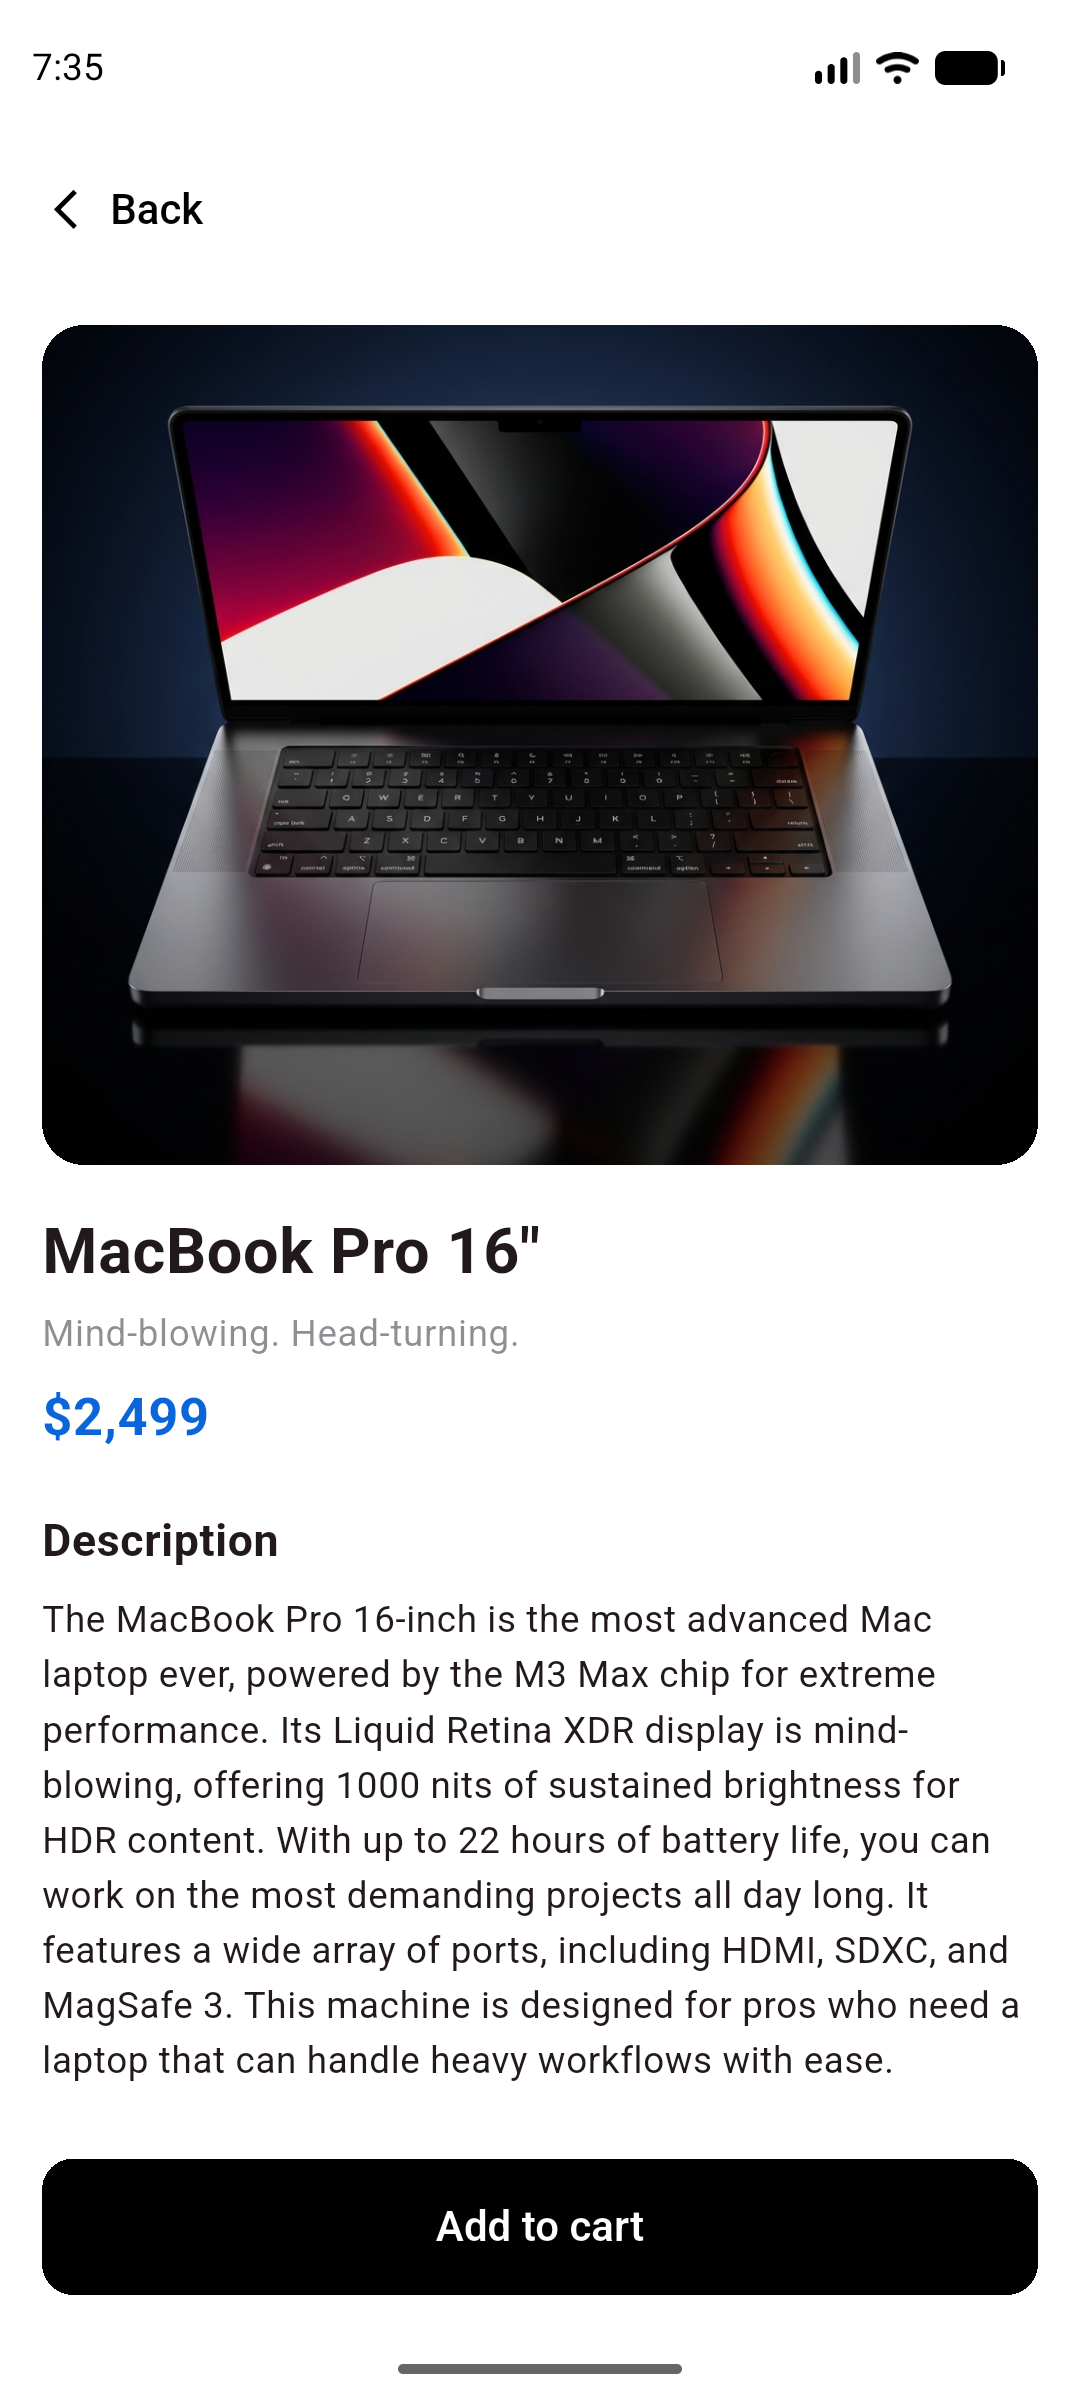 7:35
Back
MacBook Pro 16"
Mind-blowing. Head-turning.
$2,499
Description
The MacBook Pro 16-inch is the most advanced Mac
laptop ever, powered by the M3 Max chip for extreme
performance. Its Liquid Retina XDR display is mind-
blowing, offering 1000 nits of sustained brightness for
HDR content. With up to 22 hours of battery life, you can
work on the most demanding projects all day long. It
features a wide array of ports, including HDMI, SDXC, and
MagSafe 3. This machine is designed for pros who need a
laptop that can handle heavy workflows with ease.
Add to cart